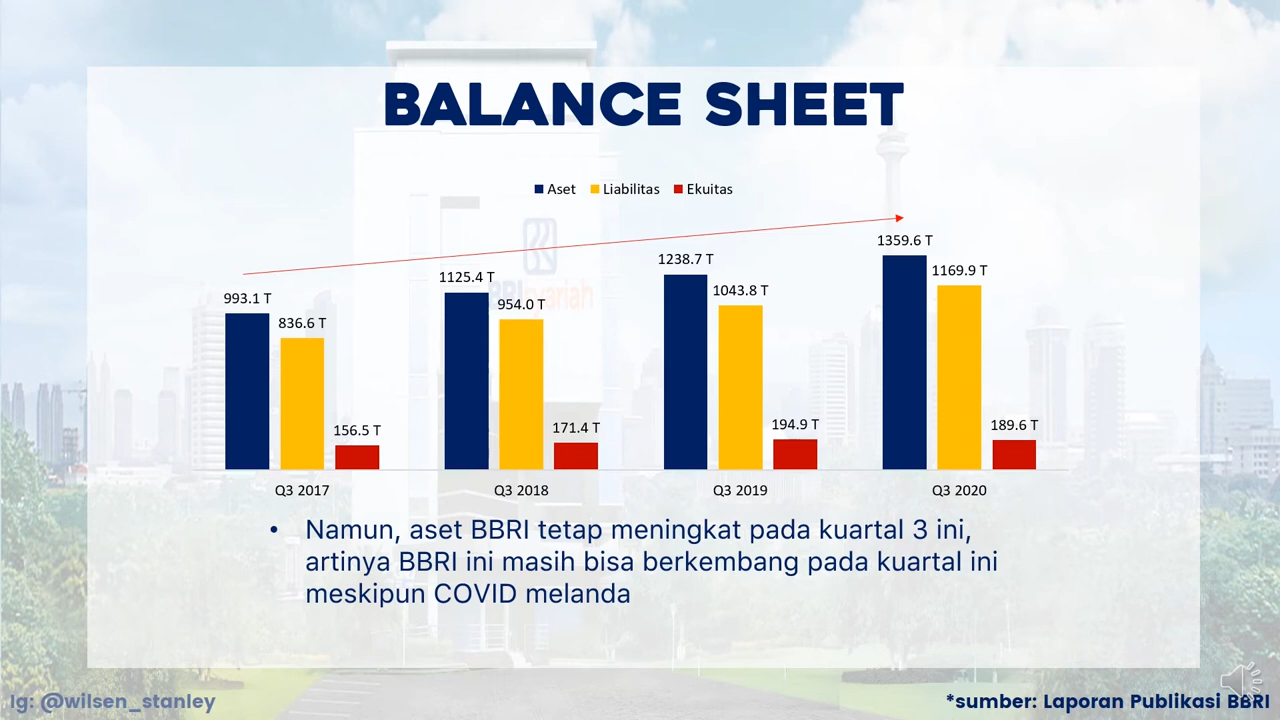 BALANCE SHEET
Aset Liabilitas Ekuitas
993.1 T 836.6 T 156.5 T
1125.4 T 954.0 T 171.4 T
1238.7 T 1043.8 T 194.9 T
1359.6 T 1169.9 T 189.6 T
Q3 2017 Q3 2018 Q3 2019 Q3 2020
BRIsyariah
• Namun, aset BBRI tetap meningkat pada kuartal 3 ini,
artinya BBRI ini masih bisa berkembang pada kuartal ini
meskipun COVID melanda
Ig: @wilsen_stanley
*sumber: Laporan Publikasi BBRI